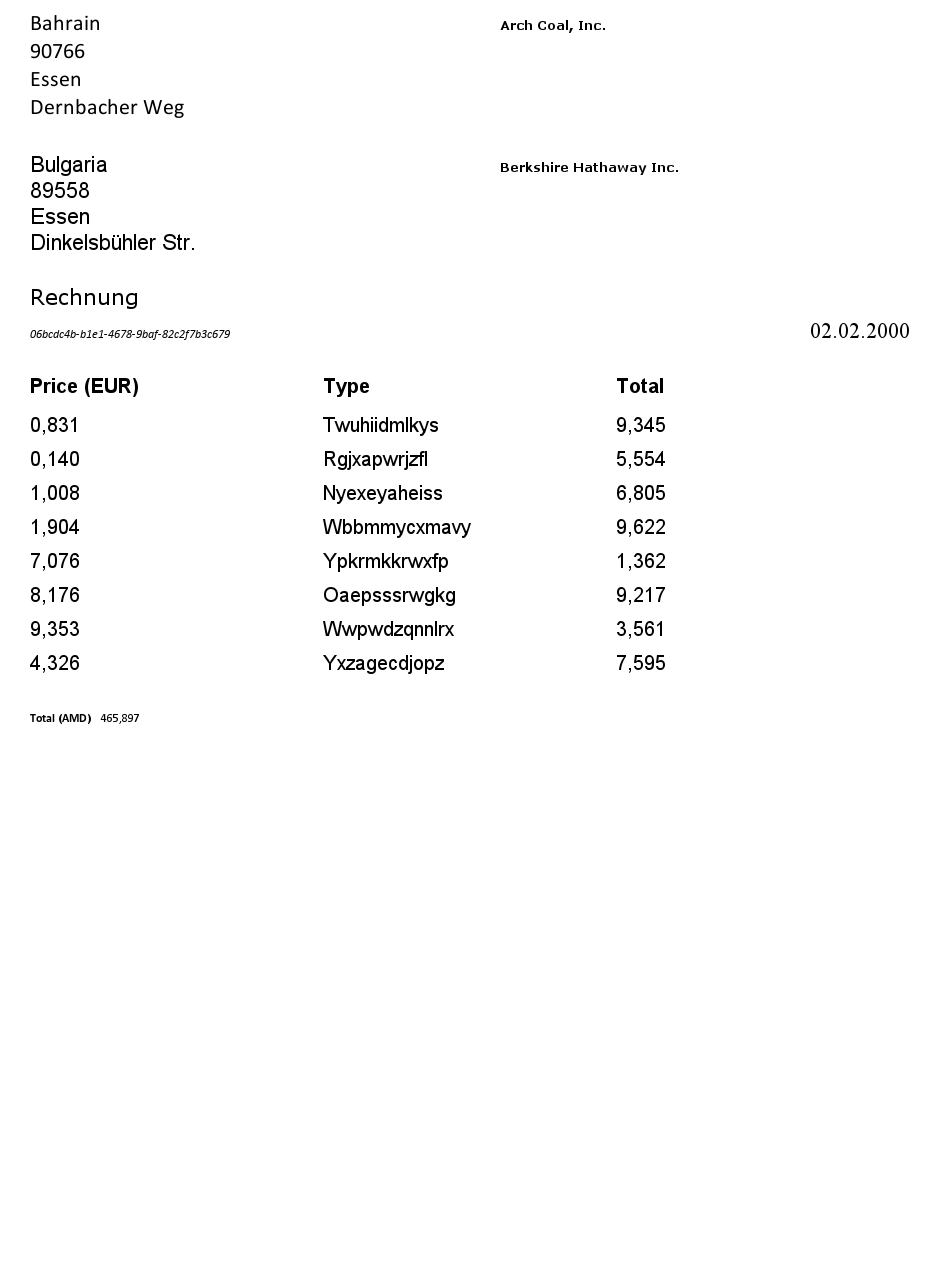 Bahrain
Arch Coal, Inc.
90766
Essen
Dernbacher Weg
Bulgaria
Berkshire Hathaway Inc.
89558
Essen
Dinkelsbühler Str.
Rechnung
06bcdc4b-b1e1-4678-9baf-82c2f7b3c679 02.02.2000
Price (EUR) Type Total
0,831 Twuhiidmlkys 9,345
0,140 Rgjxapwrjzfl 5,554
1,008 Nyexeyaheiss 6,805
1,904 Wbbmmycxmavy 9,622
7,076 Ypkrmkkrwxfp 1,362
8,176 Oaepsssrwgkg 9,217
9,353 Wwpwdzqnnlrx 3,561
4,326 Yxzagecdjopz 7,595
Total (AMD) 465,897